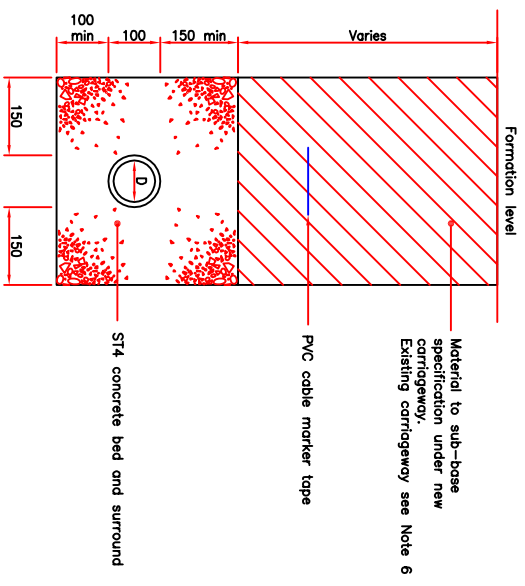 Formation level
Varies
150 min
100
100
min
150
150
D
Material to sub-base
specification under new
carriageway.
Existing carriageway see Note 6
PVC cable marker tape
ST4 concrete bed and surround